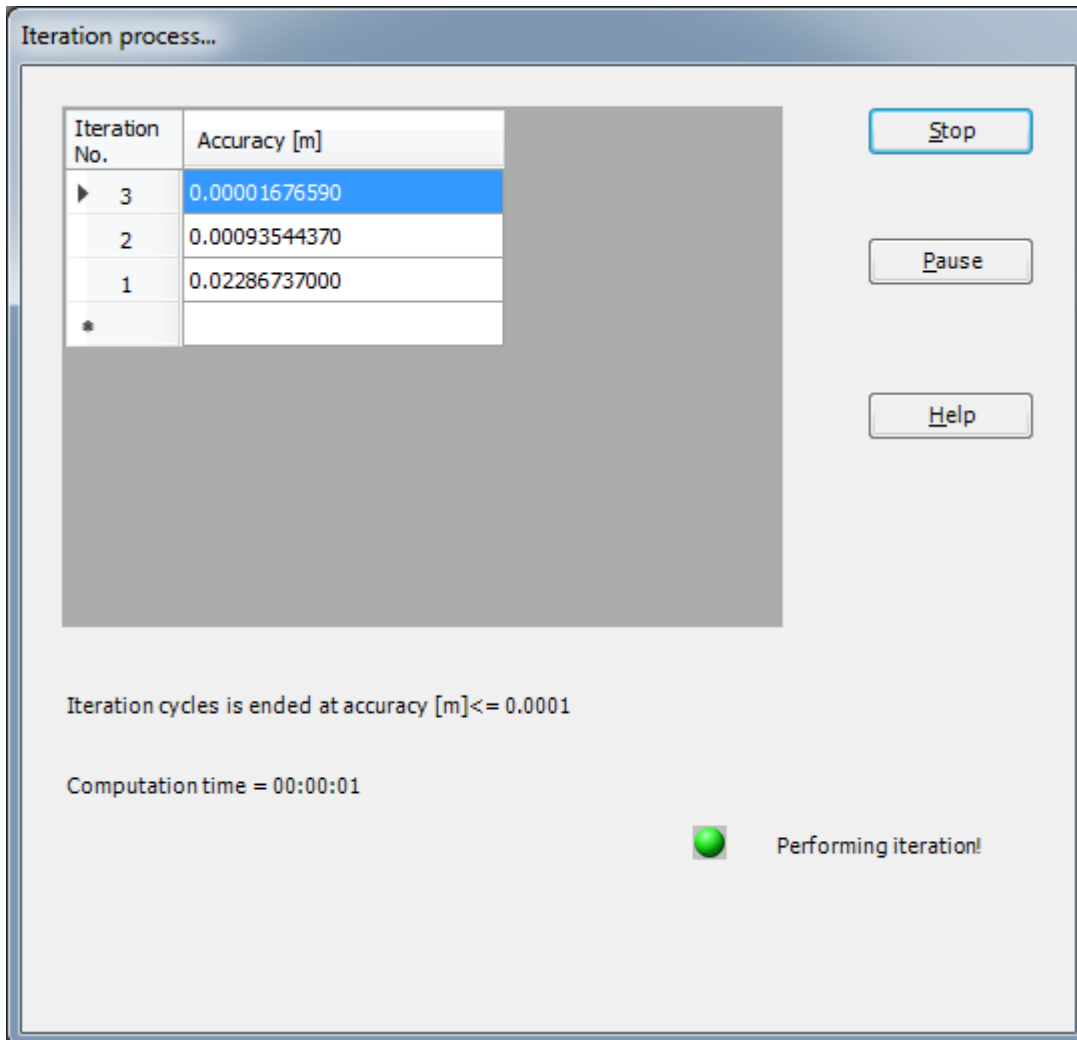 Iteration process...
Iteration
No.
Accuracy [m]
Stop
3 0.00001676590
2 0.00093544370
Pause
1 0.02286737000
*
Help
Iteration cycles is ended at accuracy [m]<= 0.0001
Computation time = 00:00:01
Performing iteration!